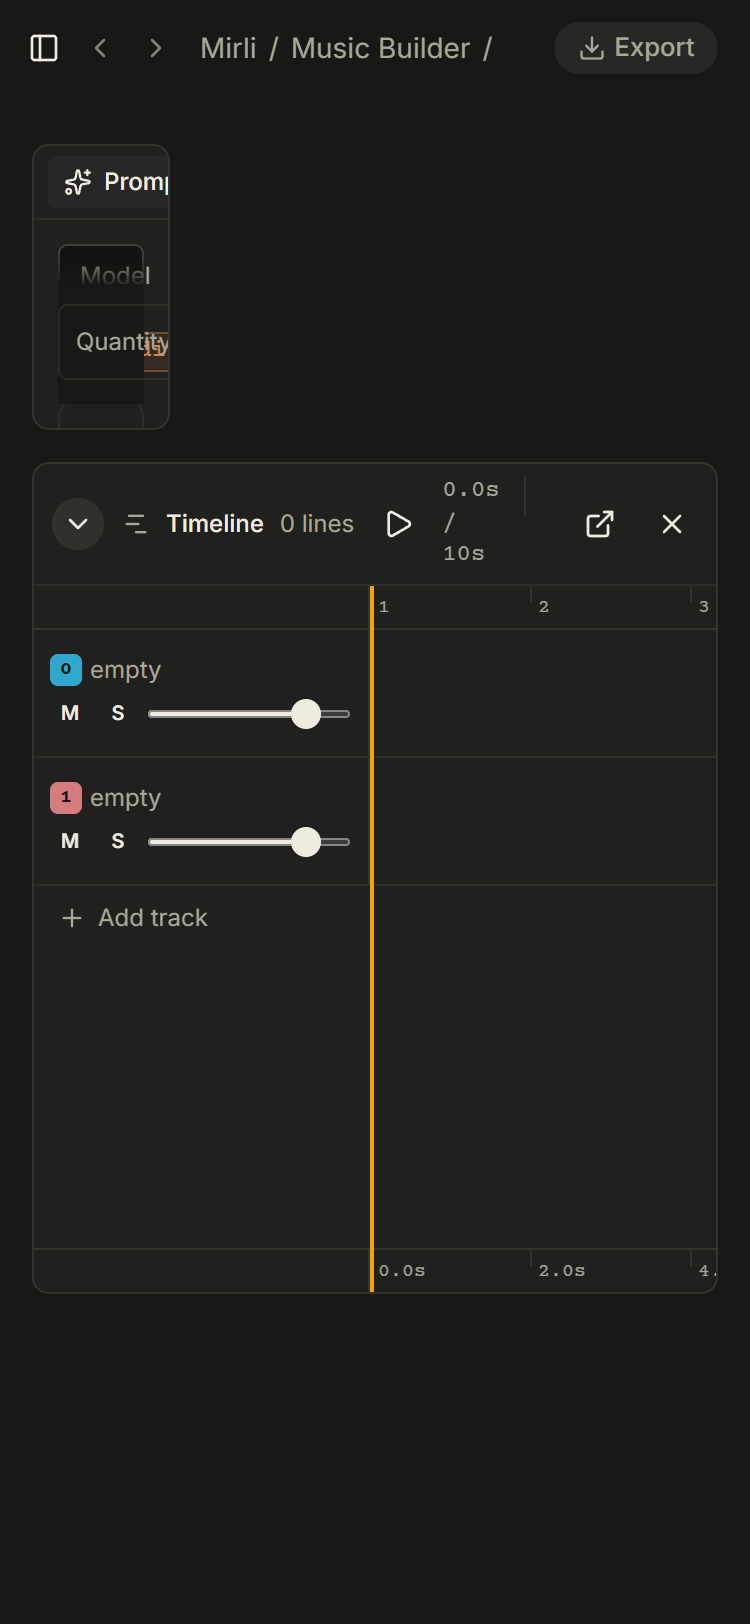 Mirli / Music Builder /
Export
Model
Quantity
Timeline 0 lines
0.0s
/
10s
1 2 3
0 empty
M S
1 empty
M S
Add track
0.0s 2.0s